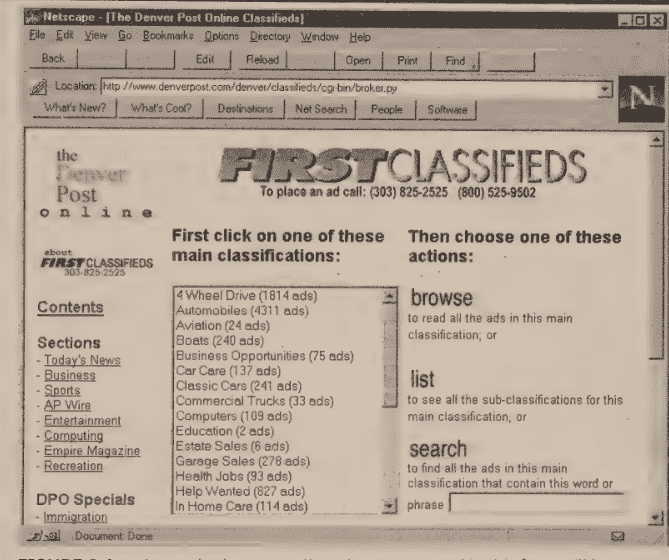 Netscape - [The Denver Post Online Classifieds]
File Edit View Go Bookmarks Options Directory Window Help
Back Edit Reload Open Print Find
Location: http://www.denverpost.com/denver/classifieds/cgi-bin/broker.py
N
What's New? What's Cool? Destinations Net Search People Software
the
Denver
Post
online
FIRST CLASSIFIEDS
To place an ad call: (303) 825-2525 (800) 525-9502
about
FIRST CLASSIFIEDS
303-825-2525
Contents
Sections
- Today's News
- Business
- Sports
- AP Wire
- Entertainment
- Computing
- Empire Magazine
- Recreation
DPO Specials
- Immigration
First click on one of these
main classifications:
4 Wheel Drive (1814 ads)
Automobiles (4311 ads)
Aviation (24 ads)
Boats (240 ads)
Business Opportunities (75 ads)
Car Care (137 ads)
Classic Cars (241 ads)
Commercial Trucks (33 ads)
Computers (109 ads)
Education (2 ads)
Estate Sales (6 ads)
Garage Sales (278 ads)
Health Jobs (93 ads)
Help Wanted (827 ads)
In Home Care (114 ads)
Then choose one of these
actions:
browse
to read all the ads in this main
classification; or
list
to see all the sub-classifications for this
main classification, or
search
to find all the ads in this main
classification that contain this word or
phrase
Document: Done